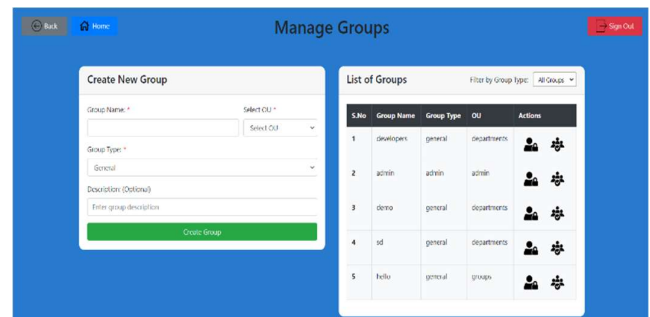 Back
Home
Manage Groups
Sign Out
Create New Group
Group Name: *
Select OU *
Select OU
Group Type: *
General
Description: (Optional)
Enter group description
Create Group
List of Groups
Filter by Group Type: All Groups
S.No Group Name Group Type OU Actions
1 developers general departments
2 admin admin admin
3 demo general departments
4 sd general departments
5 hello general groups